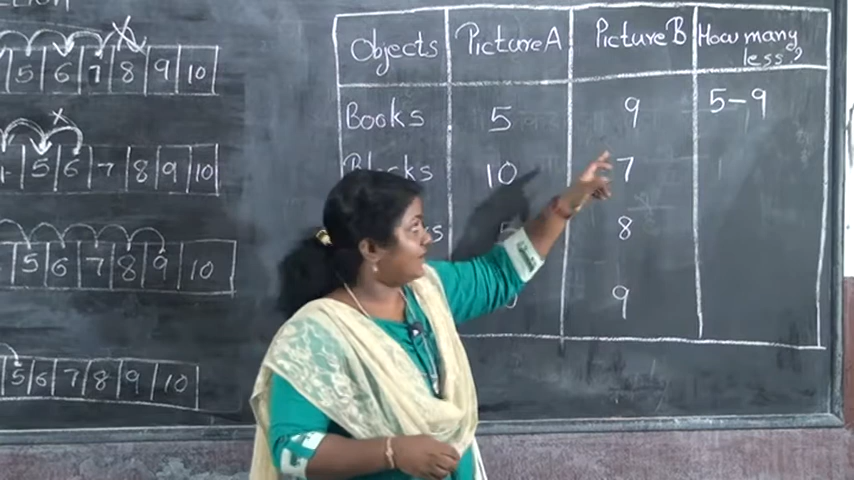 Objects PictureA PictureB How many less?
Books 5 9 5-9
Blocks 10 7
8
9
5 6 7 8 9 10
5 6 7 8 9 10
5 6 7 8 9 10
5 6 7 8 9 10